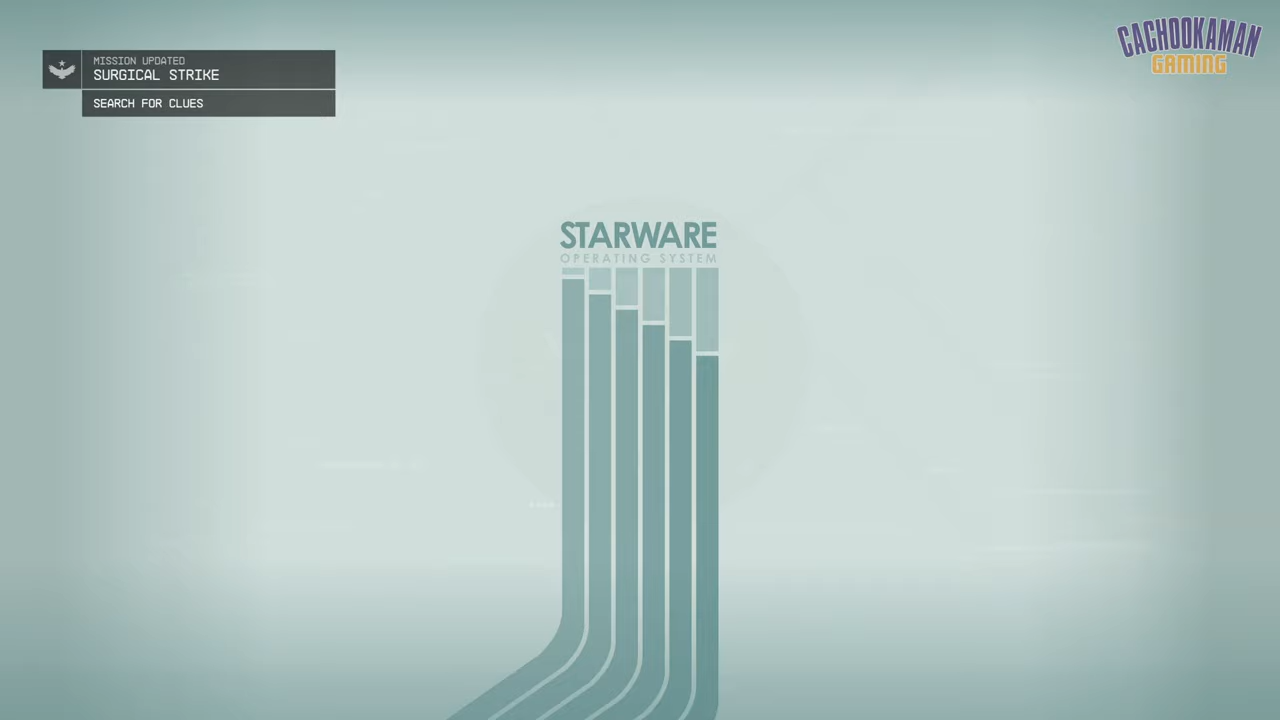 MISSION UPDATED
SURGICAL STRIKE
SEARCH FOR CLUES
CACHOOKAMAN
GAMING
STARWARE
OPERATING SYSTEM